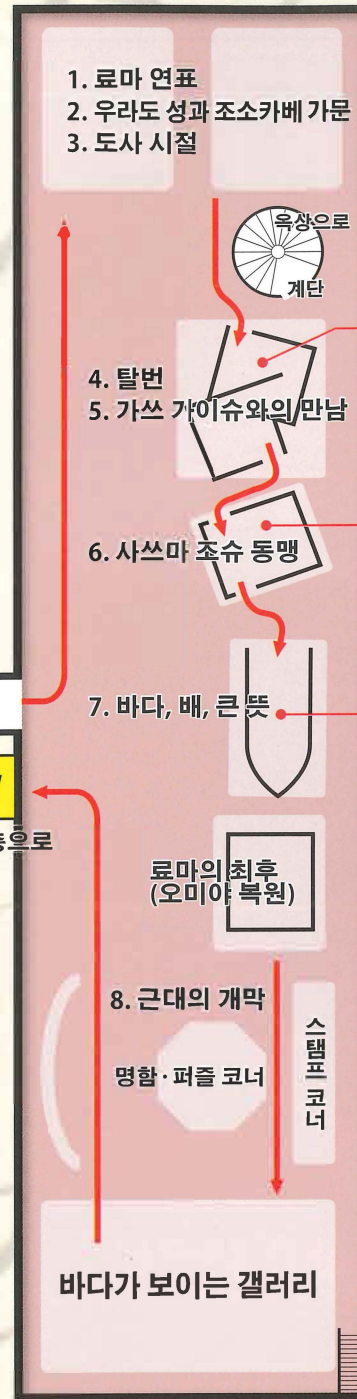 1. 료마 연표
2. 우라도 성과 조소카베 가문
3. 도사 시절
옥상으로
계단
4. 탈번
5. 가쓰 가이슈와의 만남
6. 사쓰마 조슈 동맹
7. 바다, 배, 큰 뜻
으로
료마의 최후
(오미야 복원)
8. 근대의 개막
명함·퍼즐 코너
스탬프 코너
바다가 보이는 갤러리